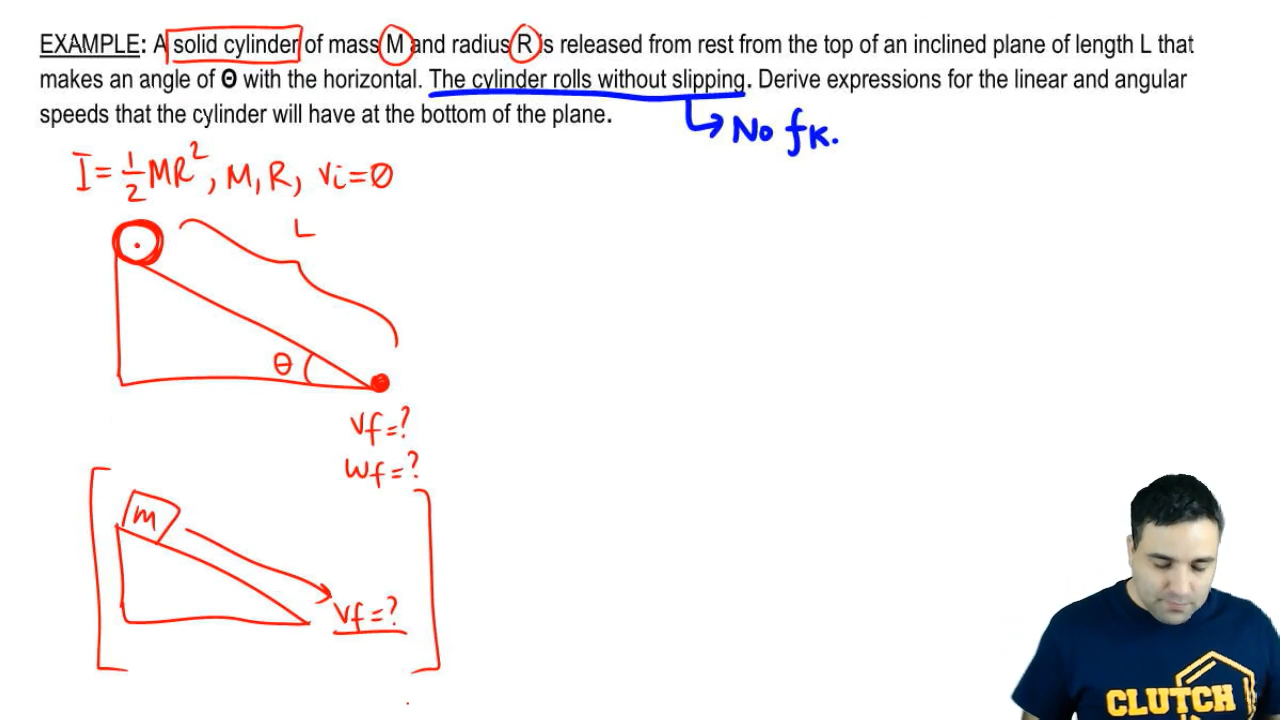 EXAMPLE: A solid cylinder of mass M and radius R is released from rest from the top of an inclined plane of length L that
makes an angle of Θ with the horizontal. The cylinder rolls without slipping. Derive expressions for the linear and angular
speeds that the cylinder will have at the bottom of the plane.
No fK.
I = 1/2 MR², M, R, Vi=0
L
θ
Vf=?
Wf=?
m
Vf=?
CLUTCH